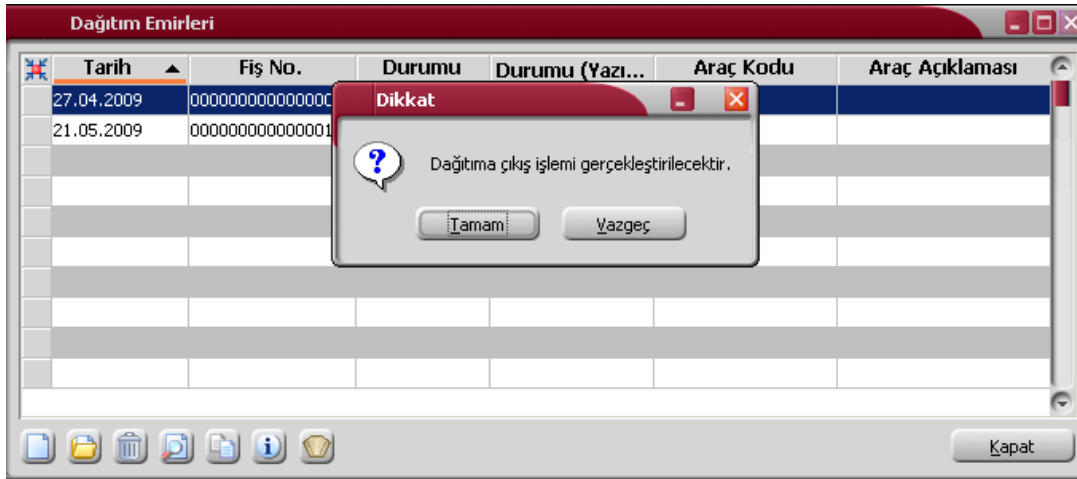 Dağıtım Emirleri
Tarih Fiş No. Durumu Durumu (Yazı... Araç Kodu Araç Açıklaması
27.04.2009
21.05.2009 000000000000001
Dikkat
Dağıtıma çıkış işlemi gerçekleştirilecektir.
Tamam Vazgeç
Kapat